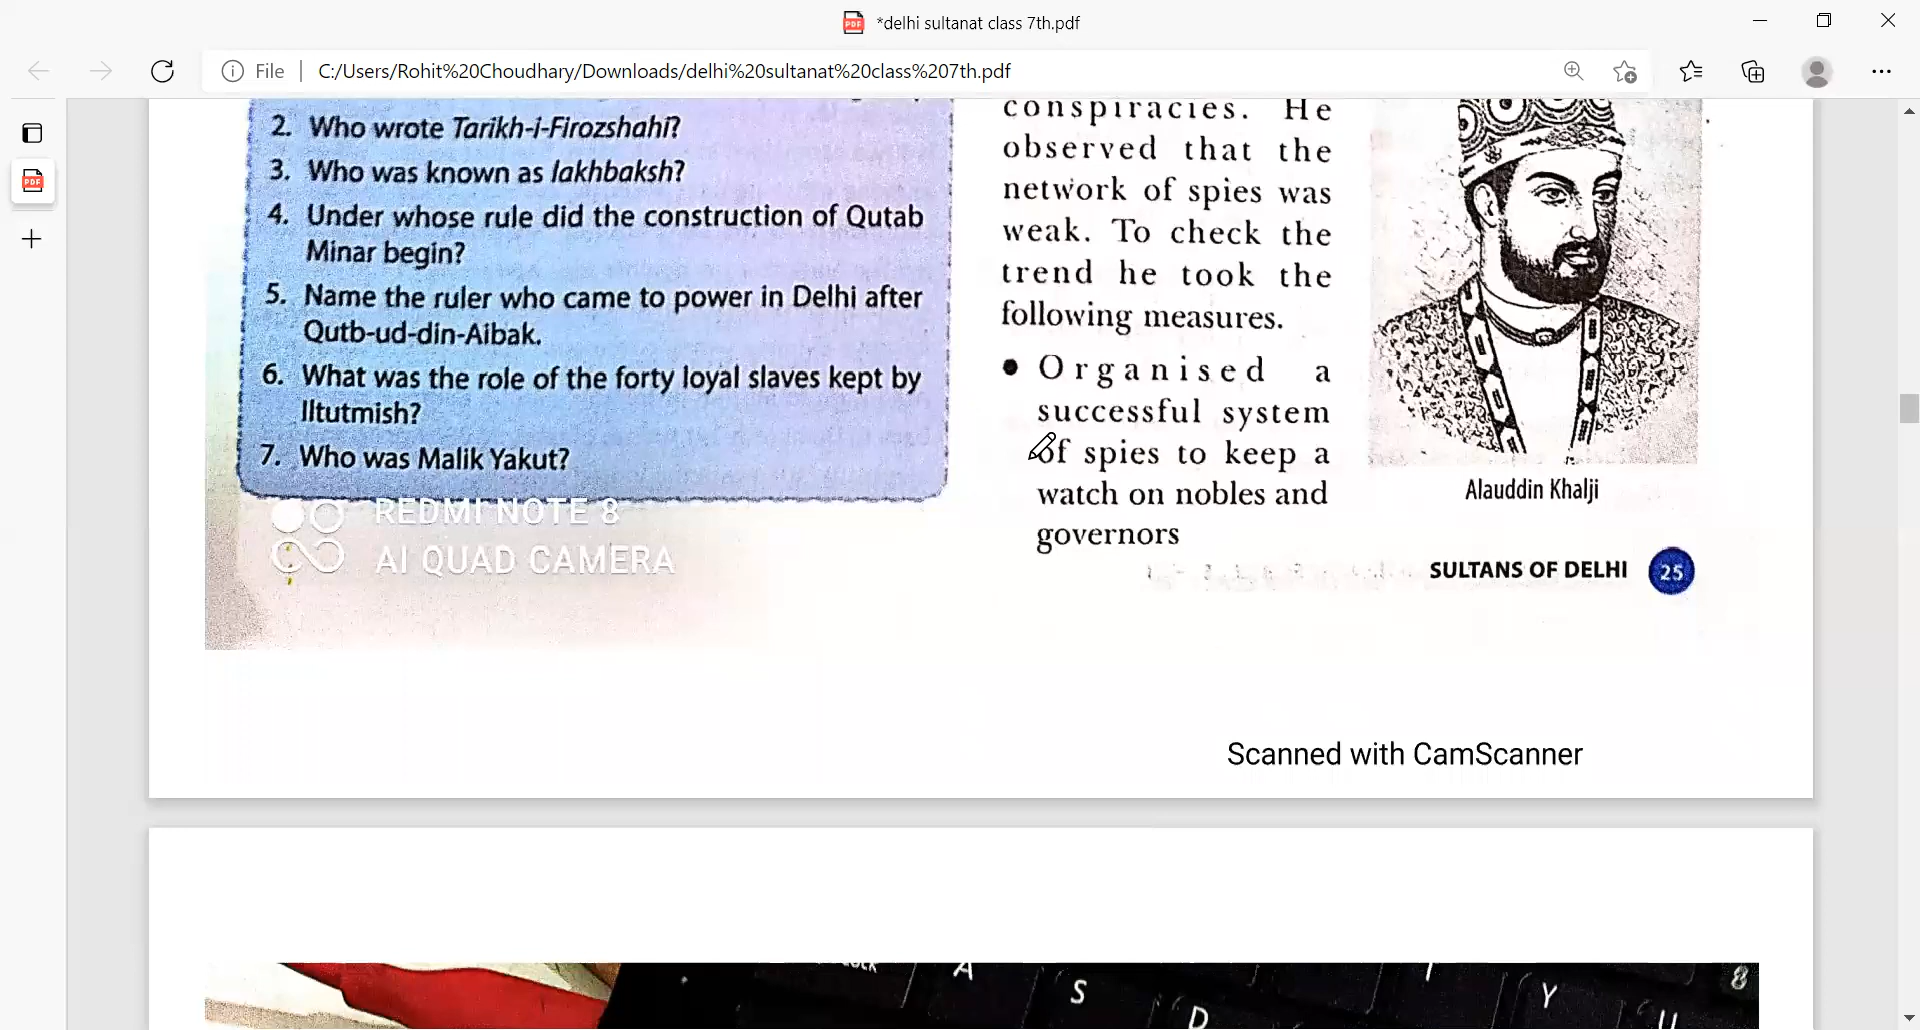 *delhi sultanat class 7th.pdf
File
C:/Users/Rohit%20Choudhary/Downloads/delhi%20sultanat%20class%207th.pdf
2. Who wrote Tarikh-i-Firozshahi?
3. Who was known as lakhbaksh?
4. Under whose rule did the construction of Qutab
Minar begin?
5. Name the ruler who came to power in Delhi after
Qutb-ud-din-Aibak.
6. What was the role of the forty loyal slaves kept by
Iltutmish?
7. Who was Malik Yakut?
REDMI NOTE 8
AI QUAD CAMERA
conspiracies. He
observed that the
network of spies was
weak. To check the
trend he took the
following measures.
● Organised a
successful system
of spies to keep a
watch on nobles and
governors
Alauddin Khalji
SULTANS OF DELHI 25
Scanned with CamScanner
A
S
D
Y
U
8